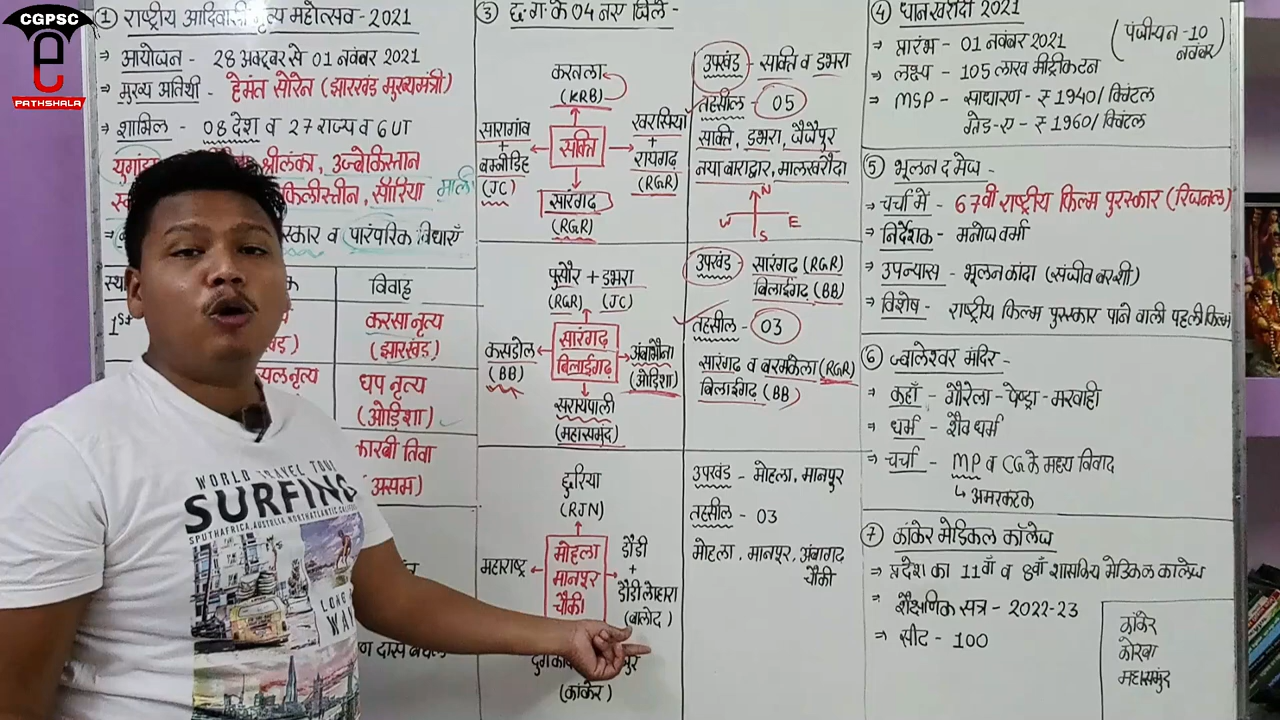 CGPSC
PATHSHALA
① राष्ट्रीय आदिवासी नृत्य महोत्सव - 2021
⇒ आयोजन - 28 अक्टूबर से 01 नवंबर 2021
⇒ मुख्य अतिथी - हेमंत सोरेन (झारखंड मुख्यमंत्री)
⇒ शामिल - 08 देश व 27 राज्य व 6 UT
श्रीलंका, उज्बेकिस्तान
किलीस्तीन, सीरिया माली
व पारंपरिक विधाएँ
विवाह
1st
करसा नृत्य
(झारखंड)
धप नृत्य
(ओड़िशा)
कारबी तिवा
③ छ.ग. के 04 नए जिले -
करतला
(KRB)
सारागांव
+
बम्नीडिह
(JC)
सक्ति
खरसिया
+
रायगढ़
(RGR)
सारंगढ़
(RGR)
उपखंड - सक्ति व डभरा
तहसील - 05
सक्ति, डभरा, जैजैपुर
नया बाराद्वार, मालखरौदा
N
W E
S
पुसौर + डभरा
(RGR) (JC)
कसडोल
(BB)
सारंगढ़
बिलाईगढ़
अंबाभौना
(ओड़िशा)
सरायपाली
(महासमुंद)
उपखंड सारंगढ़ (RGR)
बिलाईगढ़ (BB)
तहसील - 03
सारंगढ़ व बरमकेला (RGR)
बिलाईगढ़ (BB)
छुरिया
(RJN)
महाराष्ट्र
मोहला
मानपुर
चौकी
डौंडी
+
डौंडी लोहारा
(बालोद)
(कांकेर)
उपखंड - मोहला, मानपुर
तहसील - 03
मोहला, मानपुर, अंबागढ़
चौकी
④ धान खरीदी 2021
⇒ प्रारंभ - 01 नवंबर 2021
(पंजीयन - 10
नवंबर)
⇒ लक्ष्य - 105 लाख मीट्रीकटन
⇒ MSP - साधारण - ₹ 1940/ क्विंटल
ग्रेड-ए - ₹ 1960/ क्विंटल
⑤ भूलन द मेज -
⇒ चर्चा में - 67वीं राष्ट्रीय फिल्म पुरस्कार (रिजनल)
⇒ निर्देशक - मनोज वर्मा
⇒ उपन्यास - भूलन कांदा (संजीव बख्शी)
⇒ विशेष - राष्ट्रीय फिल्म पुरस्कार पाने वाली पहली फिल्म
⑥ ज्वालेश्वर मंदिर -
⇒ कहाँ - गौरेला - पेण्ड्रा - मरवाही
⇒ धर्म - शैव धर्म
⇒ चर्चा - MP व CG के मध्य विवाद
↳ अमरकंटक
⑦ कांकेर मेडिकल कॉलेज
⇒ प्रदेश का 11वाँ व 8वाँ शासकिय मेडिकल कालेज
⇒ शैक्षणिक सत्र - 2022-23
⇒ सीट - 100
कांकेर
कोरबा
महासमुंद
WORLD TRAVEL TOUR
SURFING